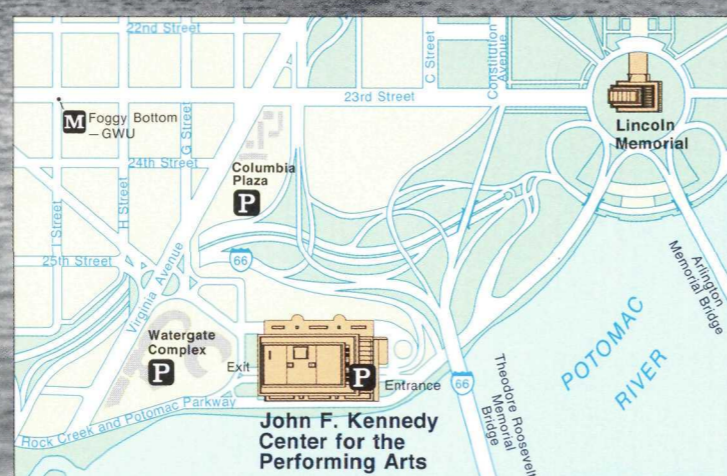 22nd Street
C Street
Constitution
Avenue
23rd Street
Lincoln
Memorial
M
Foggy Bottom
—GWU
G Street
24th Street
Columbia
Plaza
P
I Street
H Street
25th Street
66
Virginia Avenue
Arlington
Memorial Bridge
POTOMAC
RIVER
Watergate
Complex
P
Exit
P
Entrance
66
Theodore Roosevelt
Memorial
Bridge
Rock Creek and Potomac Parkway
John F. Kennedy
Center for the
Performing Arts